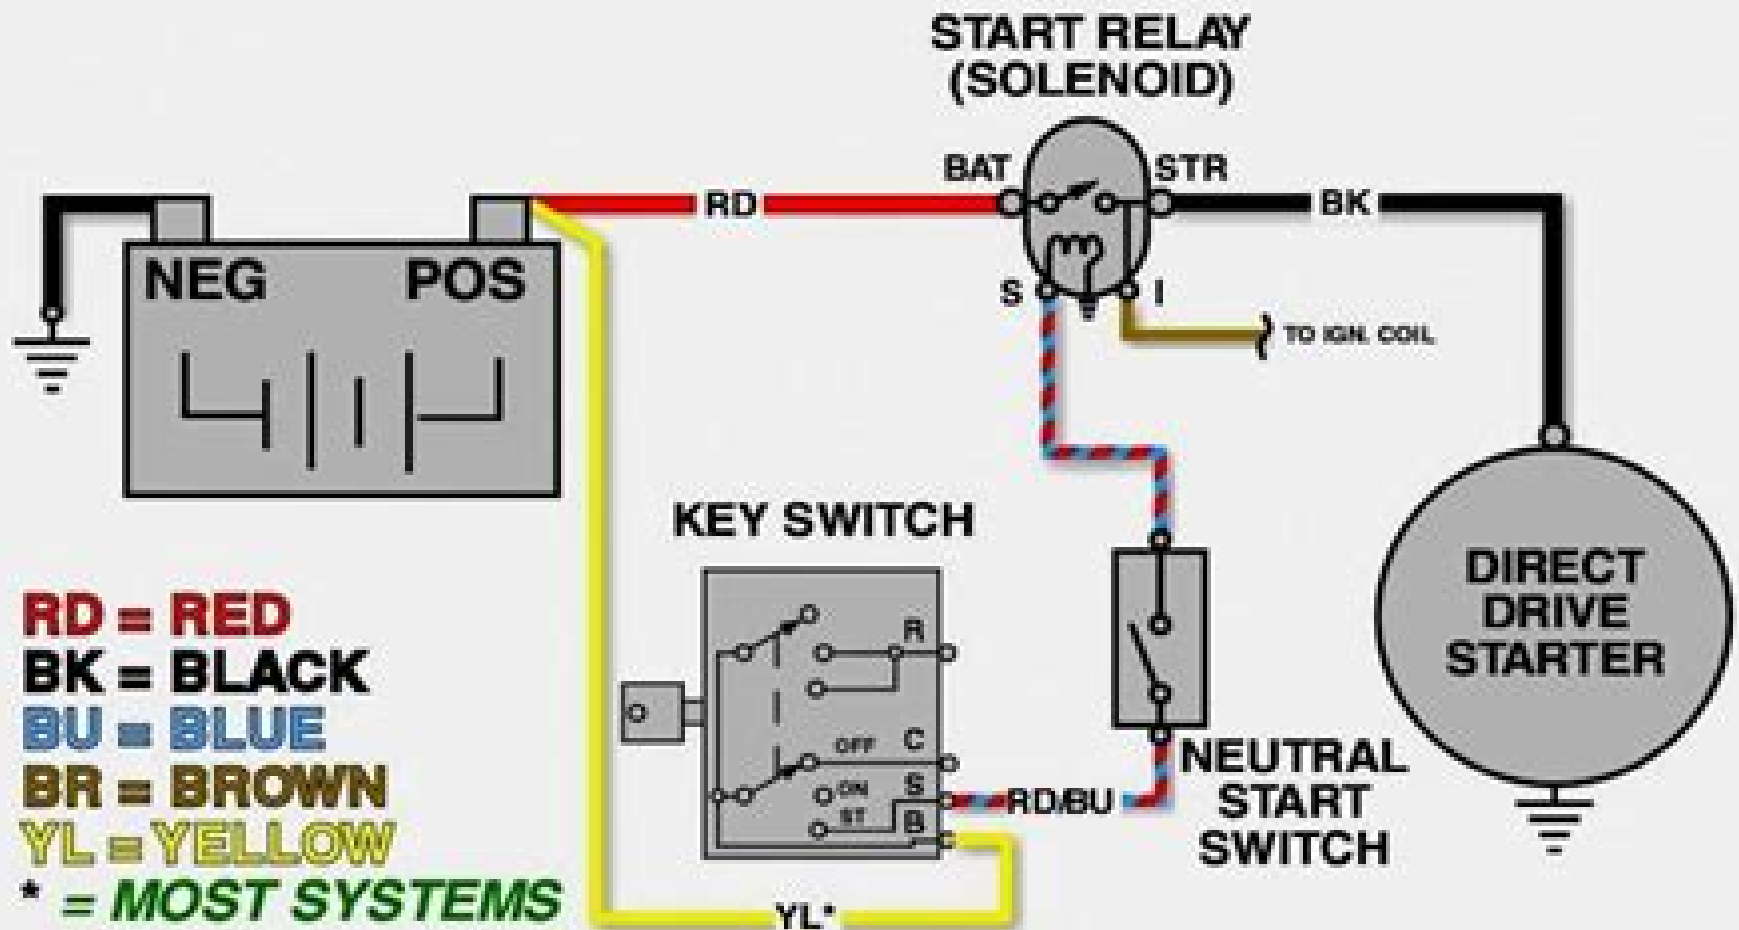 START RELAY
(SOLENOID)
BAT
STR
RD
BK
NEG
POS
S
I
TO IGN. COIL
KEY SWITCH
DIRECT
DRIVE
STARTER
R
OFF
C
ON
S
ST
B
RD/BU
NEUTRAL
START
SWITCH
YL*
RD = RED
BK = BLACK
BU = BLUE
BR = BROWN
YL = YELLOW
* = MOST SYSTEMS